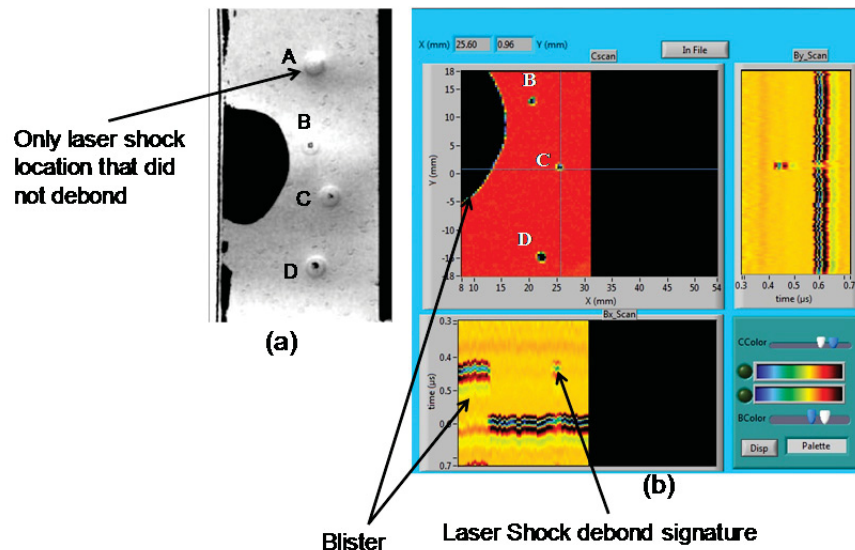 A
Only laser shock
location that did
not debond
B
C
D
(a)
X (mm) 25.60 0.96 Y (mm) In File
Cscan
18
15
10
5
0
-5
-10
-15
-18
Y (mm)
B
C
D
8 10 15 20 25 30 35 40 45 50 54
X (mm)
By_Scan
0.3 0.4 0.5 0.6 0.7
time (µs)
Bx_Scan
0.3
0.4
0.5
0.6
0.7
time (µs)
CColor
BColor
Disp Palette
(b)
Blister
Laser Shock debond signature